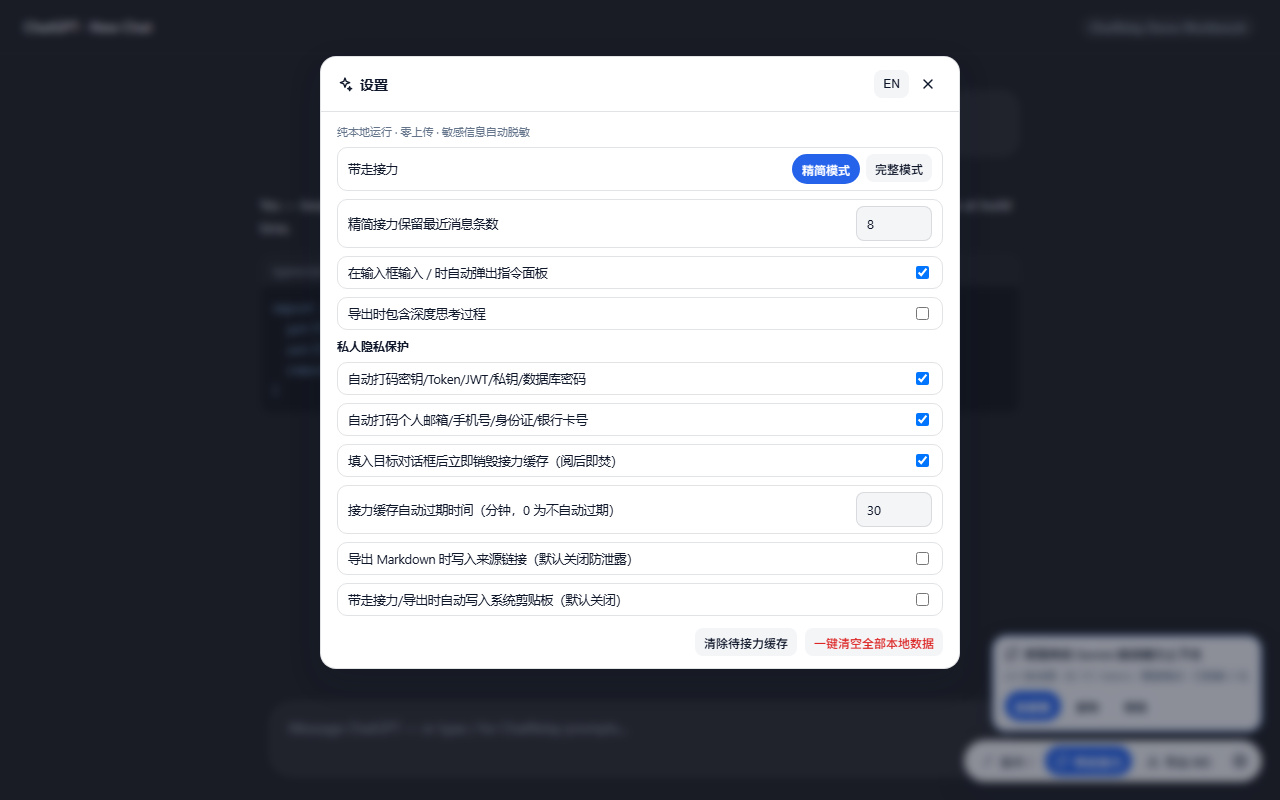 ChatGPT · New Chat
设置
EN
纯本地运行 · 零上传 · 敏感信息自动脱敏
带走接力
精简模式
完整模式
精简接力保留最近消息条数
8
在输入框输入 / 时自动弹出指令面板
导出时包含深度思考过程
私人隐私保护
自动打码密钥/Token/JWT/私钥/数据库密码
自动打码个人邮箱/手机号/身份证/银行卡号
填入目标对话框后立即销毁接力缓存（阅后即焚）
接力缓存自动过期时间（分钟，0 为不自动过期）
30
导出 Markdown 时写入来源链接（默认关闭防泄露）
带走接力/导出时自动写入系统剪贴板（默认关闭）
清除待接力缓存
一键清空全部本地数据